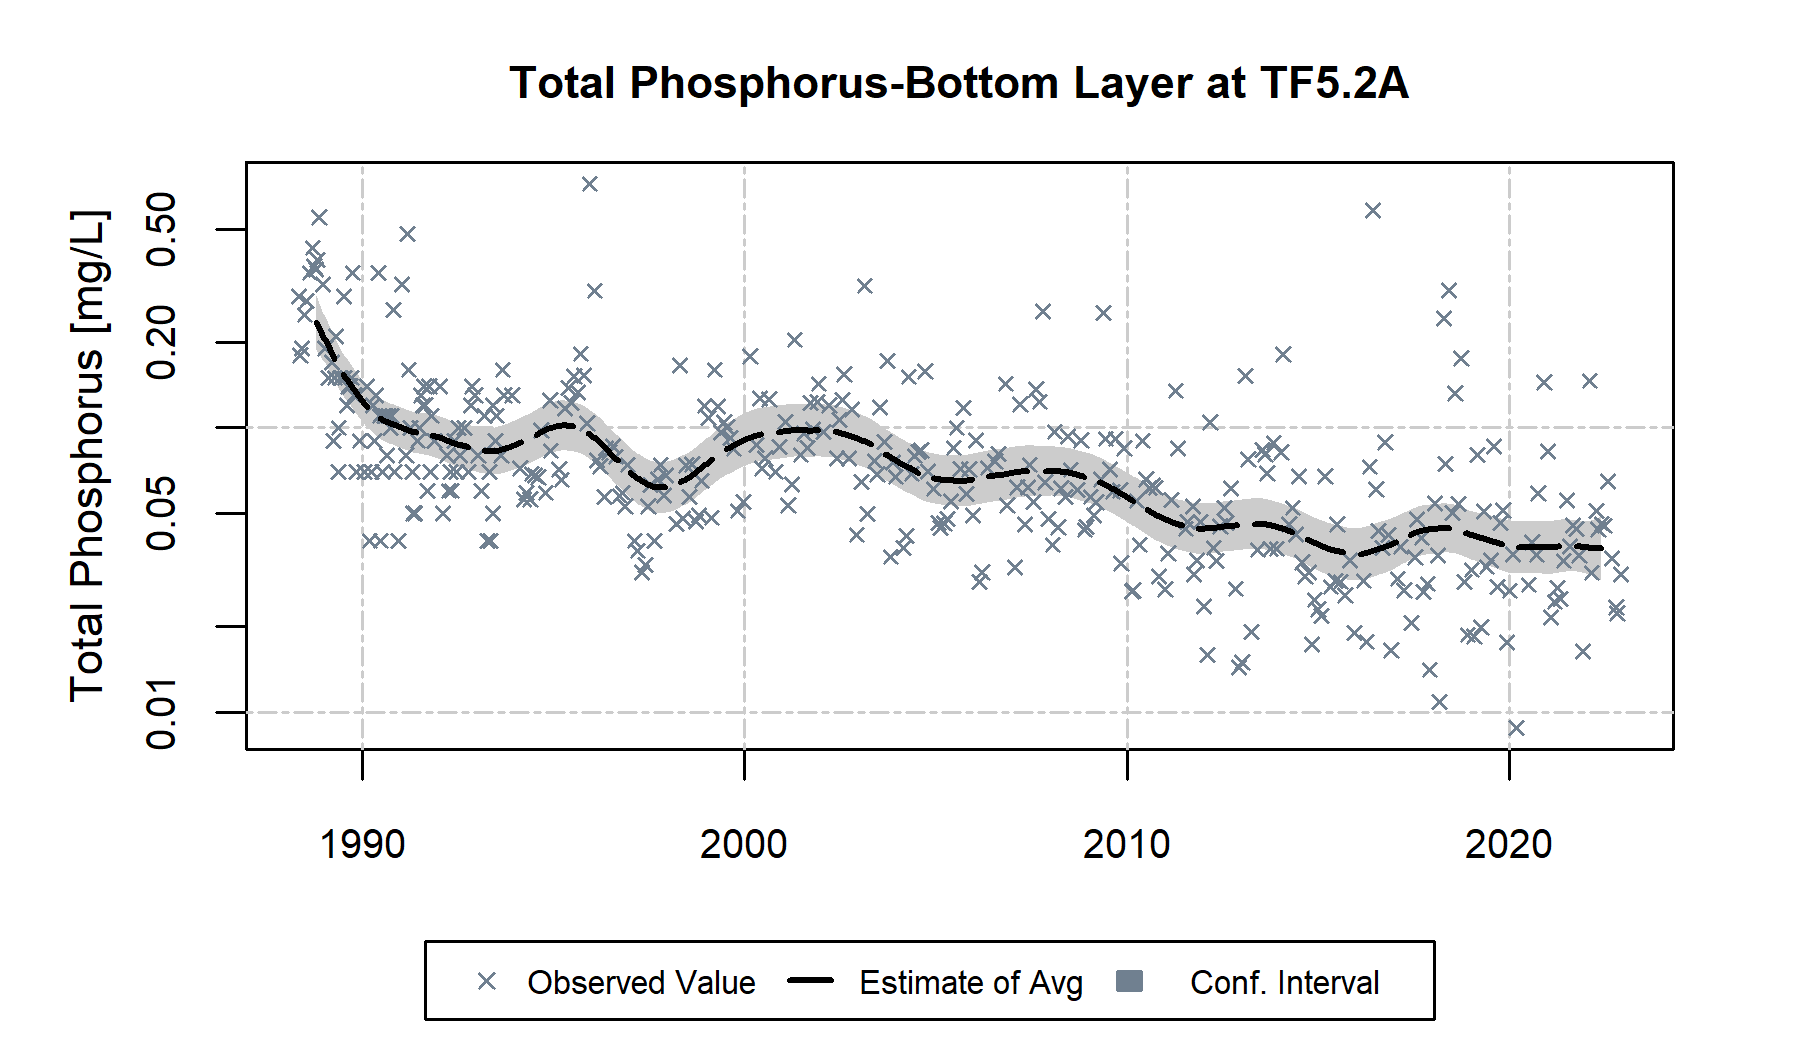 Total Phosphorus-Bottom Layer at TF5.2A
Total Phosphorus [mg/L]
0.50
0.20
0.05
0.01
1990 2000 2010 2020
Observed Value Estimate of Avg Conf. Interval